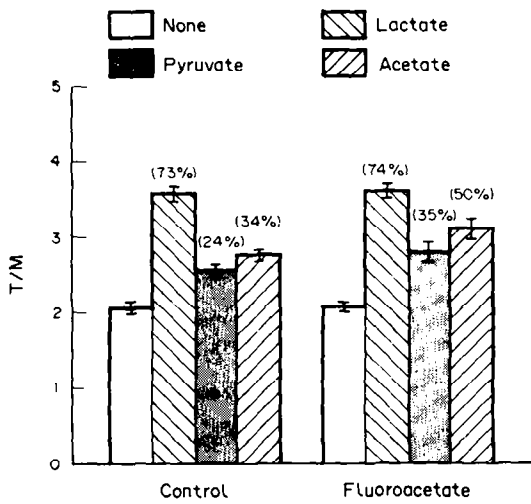 None
Lactate
Pyruvate
Acetate
5
4
3
2
1
0
T/M
(73%)
(24%)
(34%)
(74%)
(35%)
(50%)
Control
Fluoroacetate